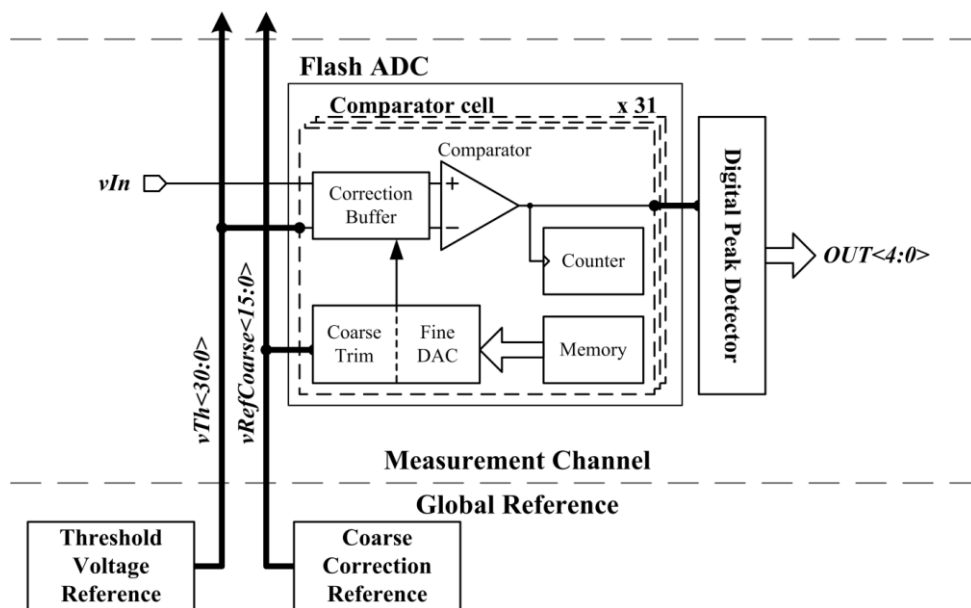 Flash ADC
Comparator cell x 31
Comparator
vIn
Correction
Buffer
+
−
Counter
Digital Peak Detector
OUT<4:0>
Coarse
Trim
Fine
DAC
Memory
vTh<30:0>
vRefCoarse<15:0>
Measurement Channel
Global Reference
Threshold
Voltage
Reference
Coarse
Correction
Reference